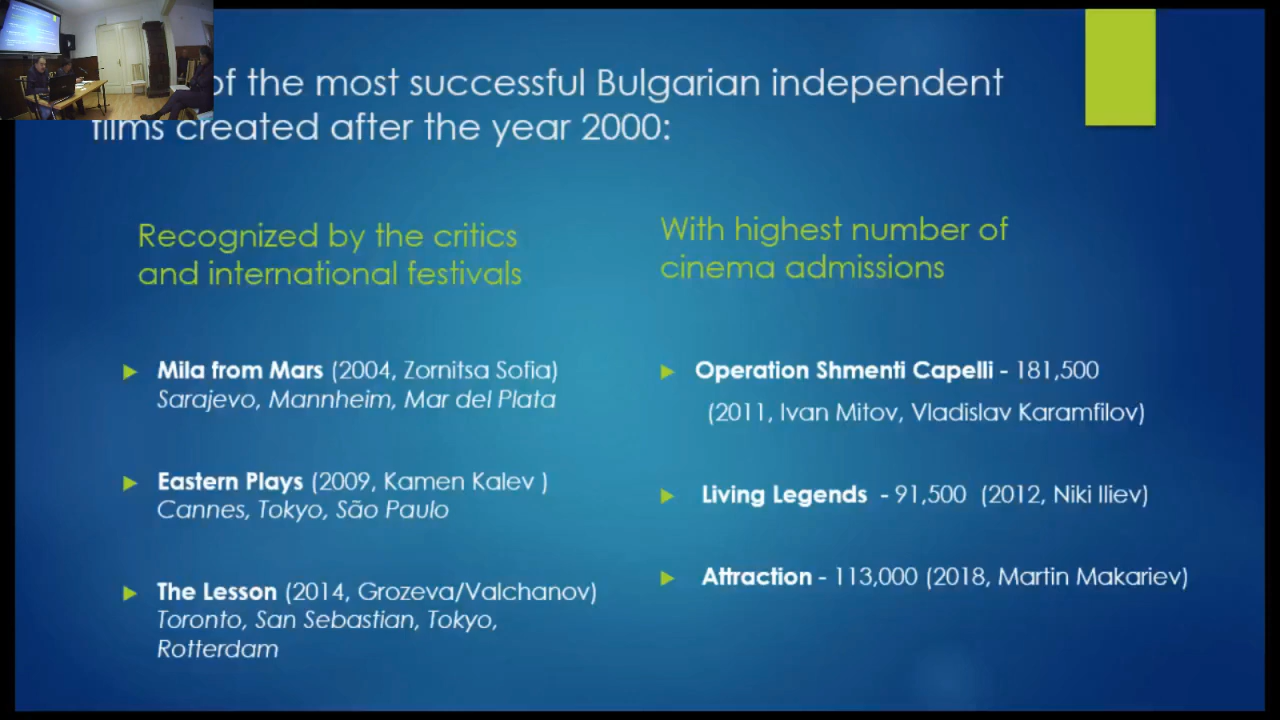 of the most successful Bulgarian independent
films created after the year 2000:
Recognized by the critics
and international festivals
Mila from Mars (2004, Zornitsa Sofia)
Sarajevo, Mannheim, Mar del Plata
Eastern Plays (2009, Kamen Kalev )
Cannes, Tokyo, São Paulo
The Lesson (2014, Grozeva/Valchanov)
Toronto, San Sebastian, Tokyo,
Rotterdam
With highest number of
cinema admissions
Operation Shmenti Capelli - 181,500
(2011, Ivan Mitov, Vladislav Karamfilov)
Living Legends - 91,500 (2012, Niki Iliev)
Attraction - 113,000 (2018, Martin Makariev)